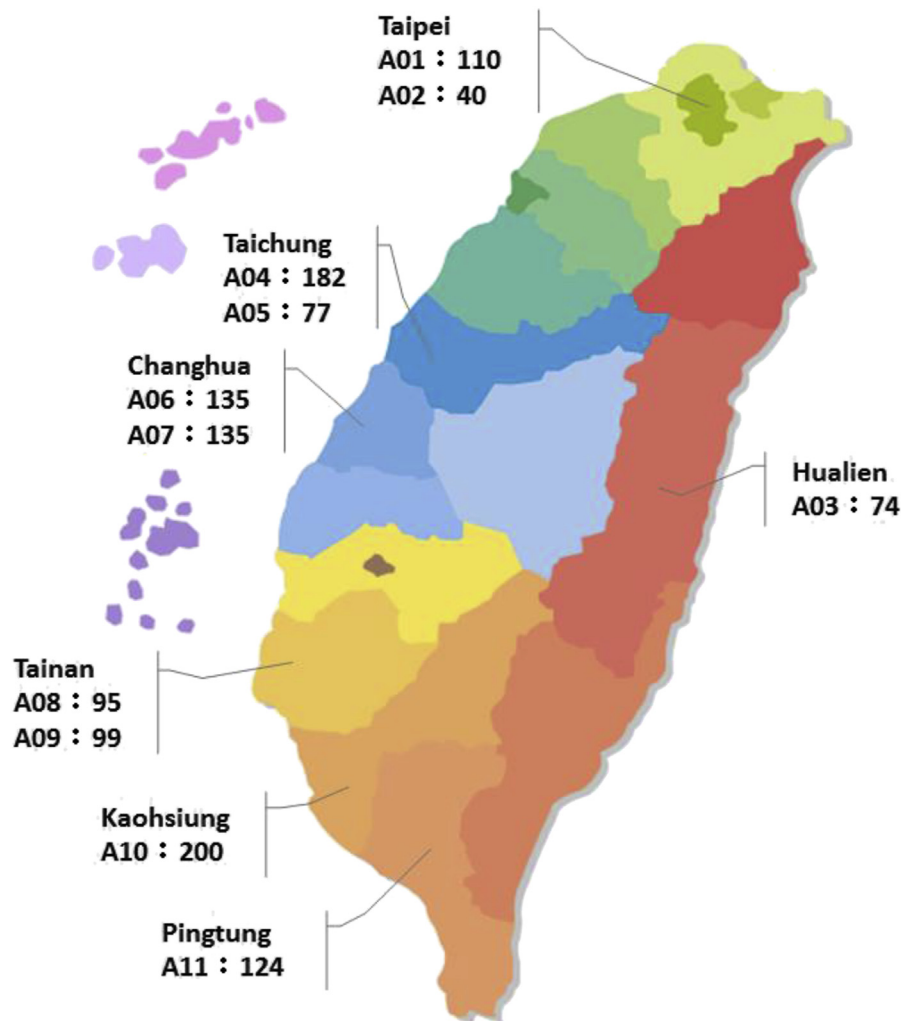 Taipei
A01：110
A02：40
Taichung
A04：182
A05：77
Changhua
A06：135
A07：135
Hualien
A03：74
Tainan
A08：95
A09：99
Kaohsiung
A10：200
Pingtung
A11：124